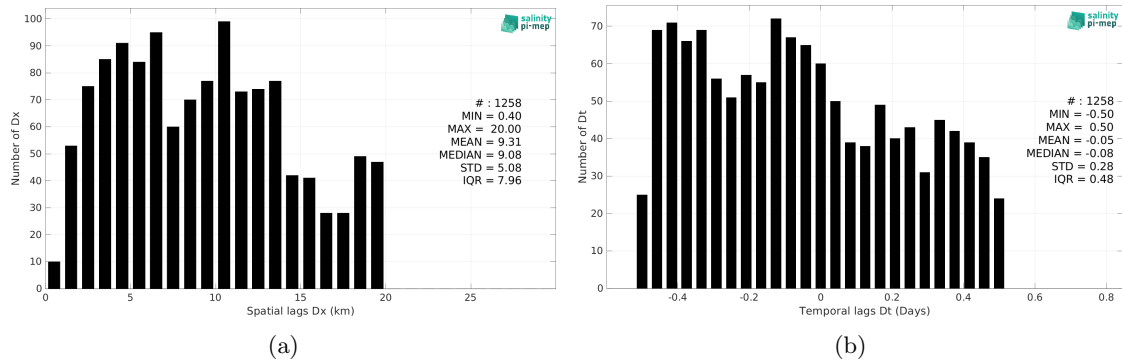 100
90
80
70
60
50
40
30
20
10
0
Number of Dx
0 5 10 15 20 25
Spatial lags Dx (km)
salinity
pi-mep
# : 1258
MIN = 0.40
MAX = 20.00
MEAN = 9.31
MEDIAN = 9.08
STD = 5.08
IQR = 7.96
(a)
70
60
50
40
30
20
10
0
Number of Dt
-0.4 -0.2 0 0.2 0.4 0.6 0.8
Temporal lags Dt (Days)
salinity
pi-mep
# : 1258
MIN = -0.50
MAX = 0.50
MEAN = -0.05
MEDIAN = -0.08
STD = 0.28
IQR = 0.48
(b)